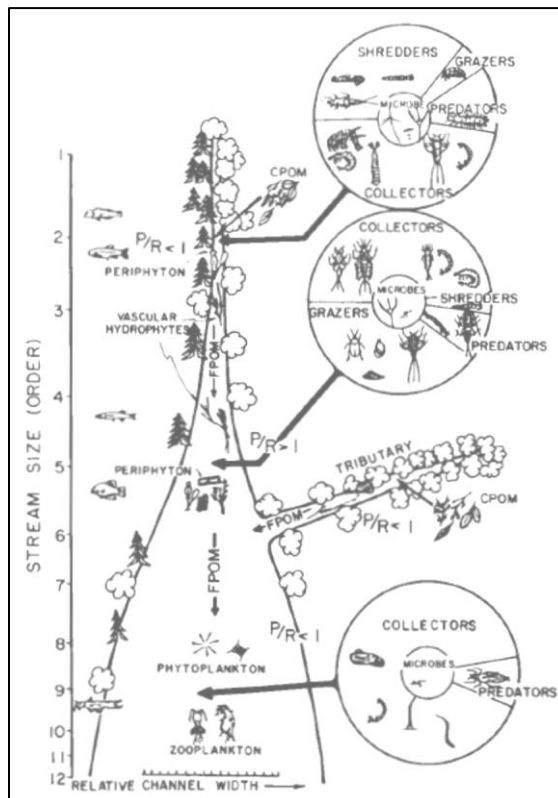 SHREDDERS
GRAZERS
MICROBES
PREDATORS
COLLECTORS
1
CPOM
P/R < 1
2
PERIPHYTON
COLLECTORS
MICROBES
SHREDDERS
GRAZERS
PREDATORS
3
VASCULAR
HYDROPHYTES
FPOM
4
STREAM SIZE (ORDER)
P/R > 1
5
PERIPHYTON
TRIBUTARY
CPOM
FPOM
P/R < 1
6
FPOM
7
P/R < 1
8
PHYTOPLANKTON
COLLECTORS
MICROBES
PREDATORS
9
10
ZOOPLANKTON
11
12
RELATIVE CHANNEL WIDTH